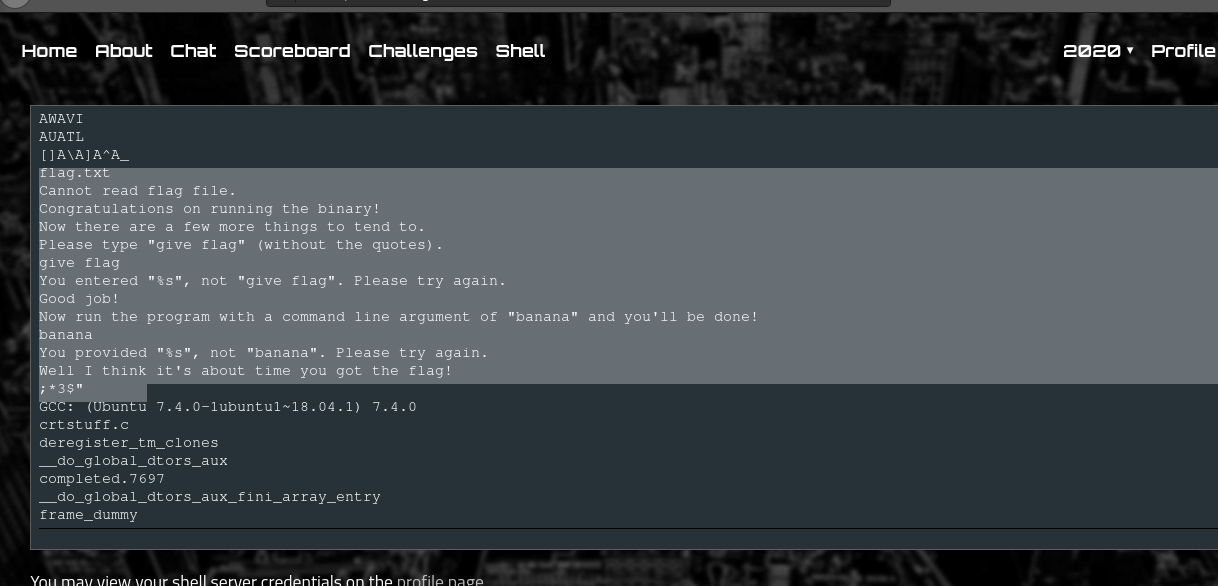 Home About Chat Scoreboard Challenges Shell 2020 ▾ Profile
AWAVI
AUATL
[]A\A]A^A_
flag.txt
Cannot read flag file.
Congratulations on running the binary!
Now there are a few more things to tend to.
Please type "give flag" (without the quotes).
give flag
You entered "%s", not "give flag". Please try again.
Good job!
Now run the program with a command line argument of "banana" and you'll be done!
banana
You provided "%s", not "banana". Please try again.
Well I think it's about time you got the flag!
;*3$"
GCC: (Ubuntu 7.4.0-1ubuntu1~18.04.1) 7.4.0
crtstuff.c
deregister_tm_clones
__do_global_dtors_aux
completed.7697
__do_global_dtors_aux_fini_array_entry
frame_dummy
You may view your shell server credentials on the profile page